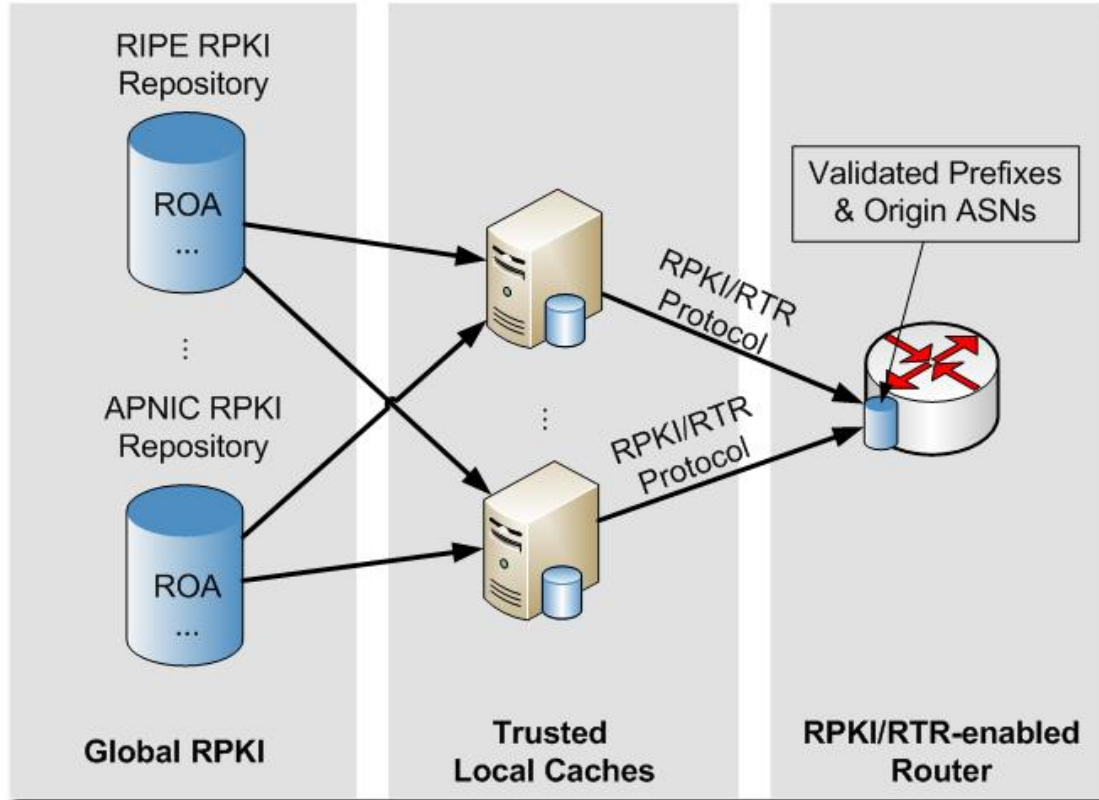 RIPE RPKI
Repository
ROA
...
⋮
APNIC RPKI
Repository
ROA
...
Global RPKI
⋮
Trusted
Local Caches
RPKI/RTR
Protocol
RPKI/RTR
Protocol
Validated Prefixes
& Origin ASNs
RPKI/RTR-enabled
Router